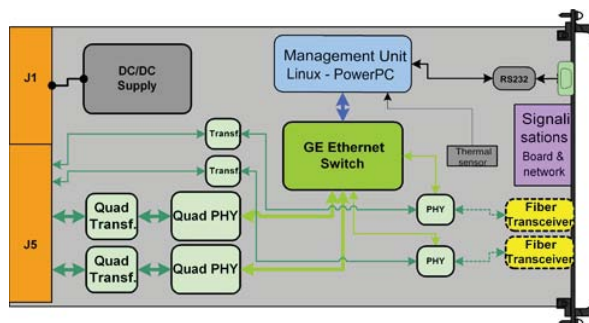 J1
DC/DC
Supply
Management Unit
Linux - PowerPC
RS232
Signali
sations
Board &
network
Thermal
sensor
GE Ethernet
Switch
Transf.
Transf.
J5
Quad
Transf.
Quad PHY
PHY
Fiber
Transceiver
Quad
Transf.
Quad PHY
PHY
Fiber
Transceiver